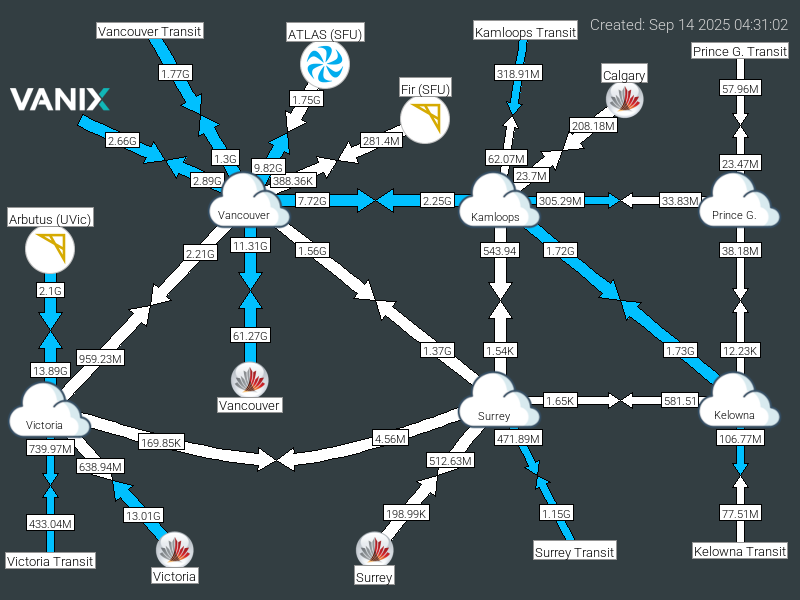 Created: Sep 14 2025 04:31:02
Vancouver Transit
ATLAS (SFU)
Kamloops Transit
Prince G. Transit
1.77G
318.91M
Calgary
57.96M
VANIX
1.75G
Fir (SFU)
208.18M
2.66G
281.4M
1.3G
62.07M
23.47M
9.82G
2.89G
388.36K
23.7M
7.72G
2.25G
305.29M
33.83M
Vancouver
Kamloops
Prince G.
Arbutus (UVic)
11.31G
2.21G
1.56G
543.94
1.72G
38.18M
2.1G
61.27G
959.23M
1.37G
1.54K
1.73G
12.23K
13.89G
Vancouver
1.65K
581.51
Victoria
Surrey
Kelowna
169.85K
4.56M
471.89M
106.77M
739.97M
638.94M
512.63M
433.04M
13.01G
198.99K
1.15G
77.51M
Victoria Transit
Victoria
Surrey
Surrey Transit
Kelowna Transit